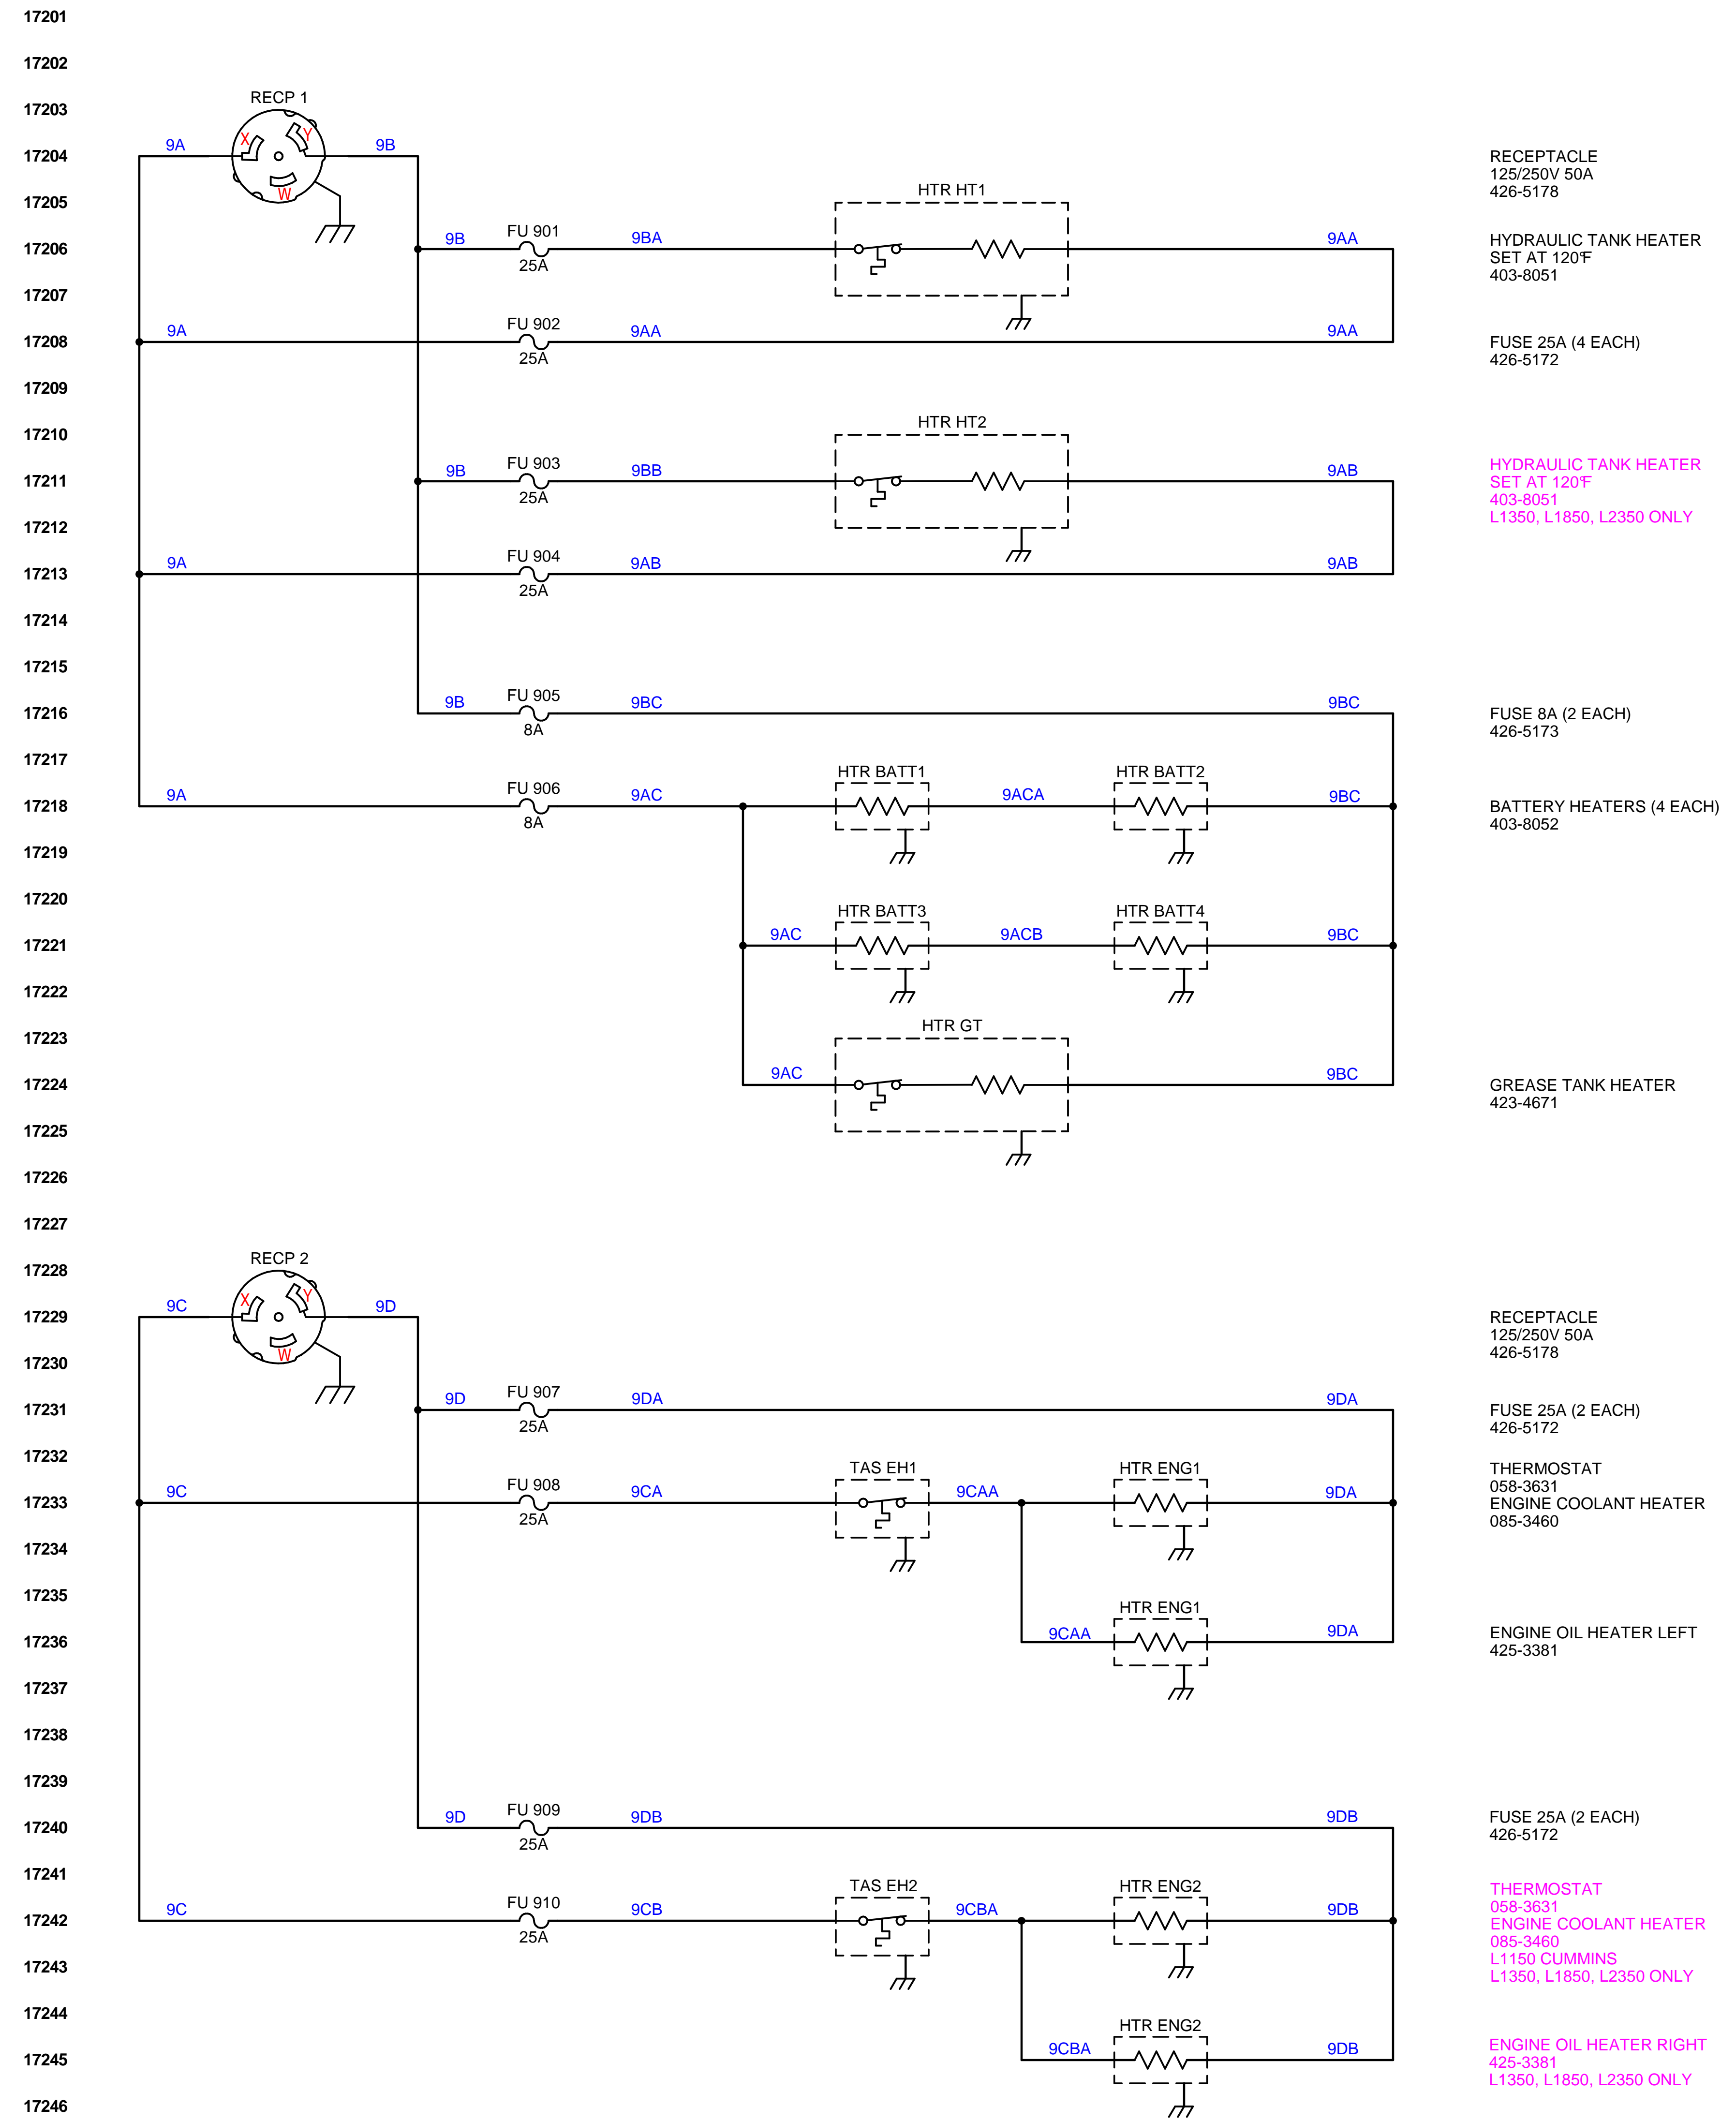 17201
17202
RECP 1
17203
X Y
9A 9B
17204
RECEPTACLE
125/250V 50A
426-5178
W
17205
HTR HT1
FU 901
9B 9BA 9AA
17206
25A
HYDRAULIC TANK HEATER
SET AT 120°F
403-8051
17207
FU 902
9A 9AA 9AA
17208
25A
FUSE 25A (4 EACH)
426-5172
17209
HTR HT2
17210
FU 903
9B 9BB 9AB
17211
25A
HYDRAULIC TANK HEATER
SET AT 120°F
403-8051
L1350, L1850, L2350 ONLY
17212
FU 904
9A 9AB 9AB
17213
25A
17214
17215
FU 905
9B 9BC 9BC
17216
8A
FUSE 8A (2 EACH)
426-5173
17217
HTR BATT1 HTR BATT2
FU 906
9A 9AC 9ACA 9BC
17218
8A
BATTERY HEATERS (4 EACH)
403-8052
17219
17220
HTR BATT3 HTR BATT4
9AC 9ACB 9BC
17221
17222
17223
HTR GT
9AC 9BC
17224
GREASE TANK HEATER
423-4671
17225
17226
17227
RECP 2
17228
X Y
9C 9D
17229
RECEPTACLE
125/250V 50A
426-5178
W
17230
FU 907
9D 9DA 9DA
17231
25A
FUSE 25A (2 EACH)
426-5172
17232
TAS EH1 HTR ENG1
FU 908
9C 9CA 9CAA 9DA
17233
25A
THERMOSTAT
058-3631
ENGINE COOLANT HEATER
085-3460
17234
17235
HTR ENG1
9CAA 9DA
17236
ENGINE OIL HEATER LEFT
425-3381
17237
17238
17239
FU 909
9D 9DB 9DB
17240
25A
FUSE 25A (2 EACH)
426-5172
17241
TAS EH2 HTR ENG2
FU 910
9C 9CB 9CBA 9DB
17242
25A
THERMOSTAT
058-3631
ENGINE COOLANT HEATER
085-3460
L1150 CUMMINS
L1350, L1850, L2350 ONLY
17243
17244
HTR ENG2
9CBA 9DB
17245
ENGINE OIL HEATER RIGHT
425-3381
L1350, L1850, L2350 ONLY
17246